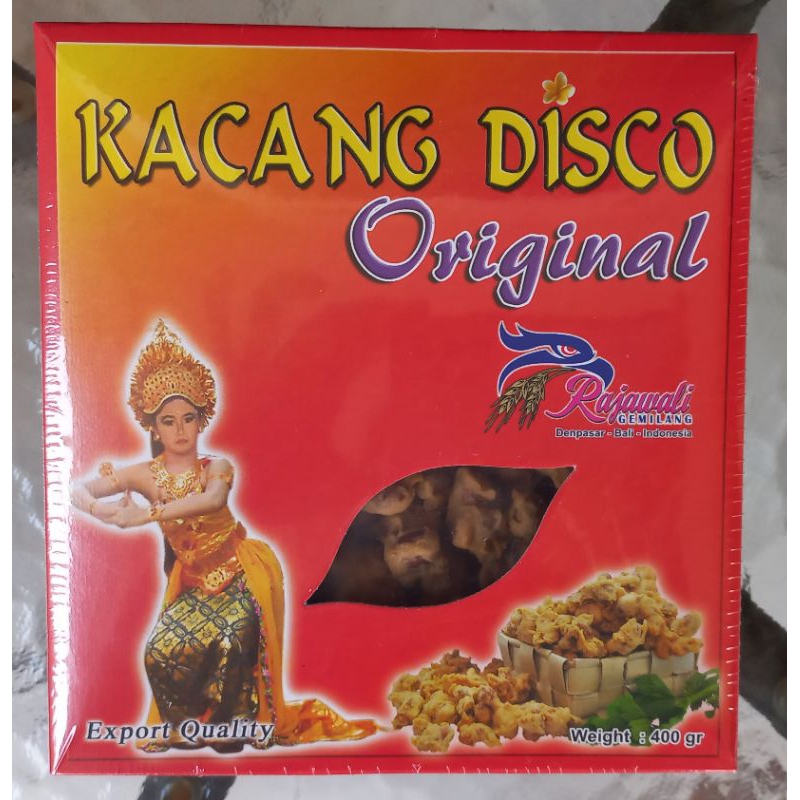 KACANG DISCO
Original
Rajawali
GEMILANG
Denpasar - Bali - Indonesia
Export Quality
Weight : 400 gr